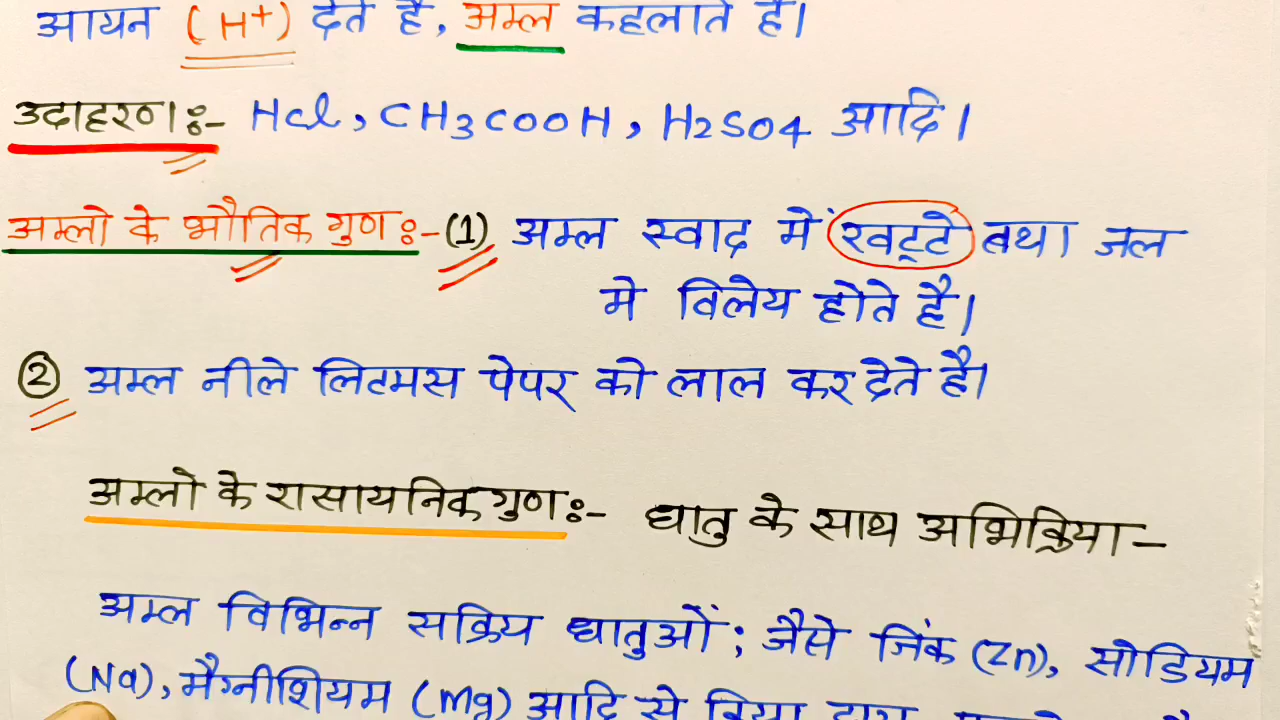 आयन (H+) देते है, अम्ल कहलाते है।
उदाहरण:- Hcl, CH3COOH, H2SO4 आदि।
अम्लो के भौतिक गुण:-(1) अम्ल स्वाद में खट्टे तथा जल
मे विलेय होते है।
(2) अम्ल नीले लिटमस पेपर को लाल कर देते है।
अम्लो के रासायनिक गुण:- धातु के साथ अभिक्रिया-
अम्ल विभिन्न सक्रिय धातुओं; जैसे जिंक (Zn), सोडियम
(Na), मैग्नीशियम (Mg) आदि से